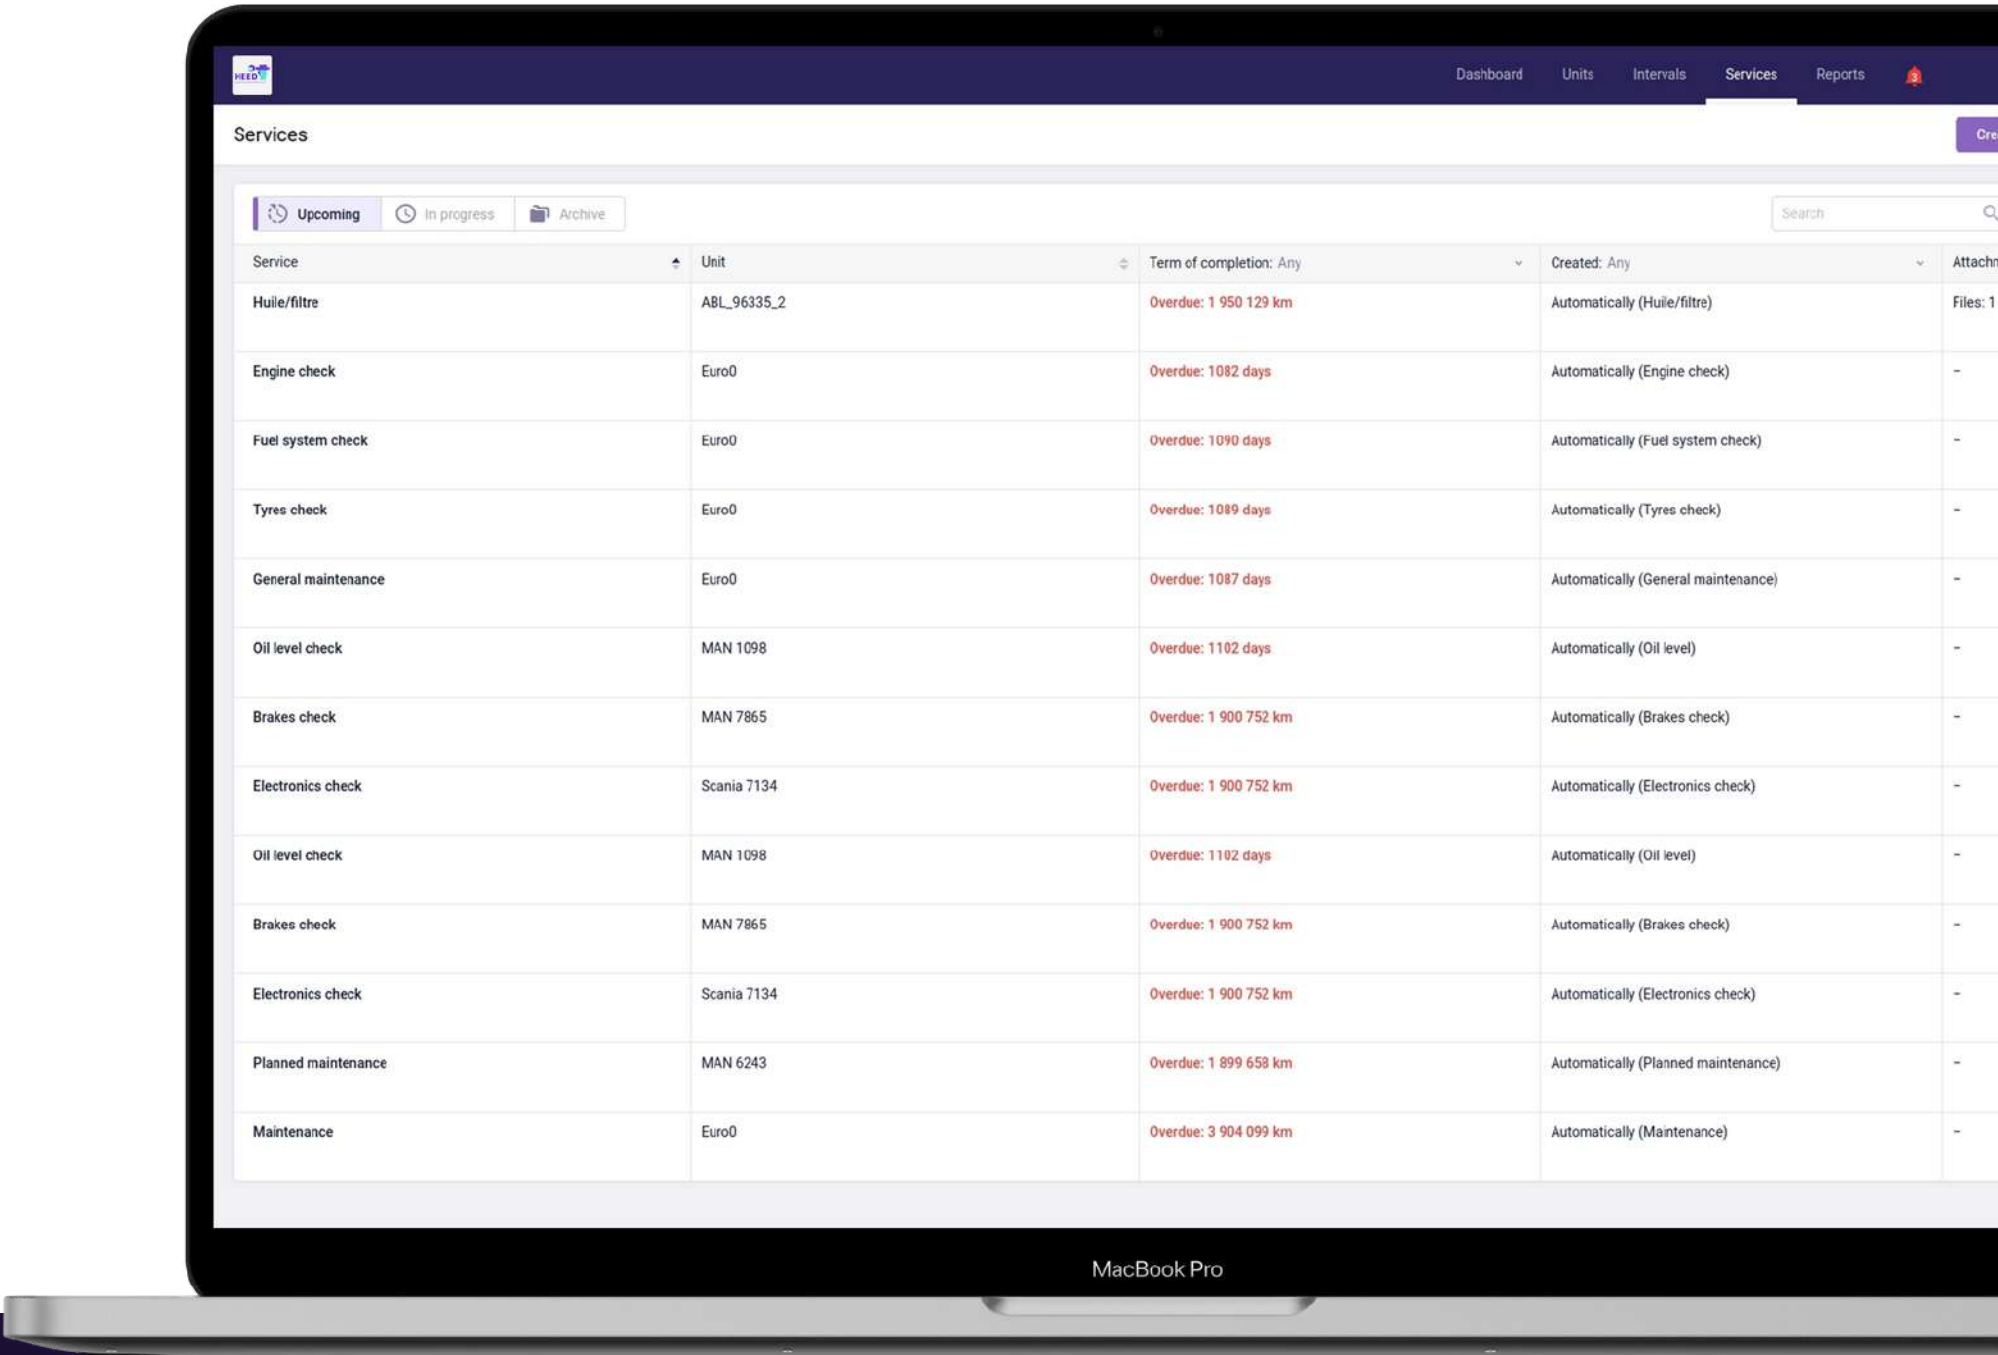 HEED
Dashboard Units Intervals Services Reports 3
Services Cre
Upcoming In progress Archive Search
Service Unit Term of completion: Any Created: Any Attachm
Huile/filtre ABL_96335_2 Overdue: 1 950 129 km Automatically (Huile/filtre) Files: 1
Engine check Euro0 Overdue: 1082 days Automatically (Engine check) -
Fuel system check Euro0 Overdue: 1090 days Automatically (Fuel system check) -
Tyres check Euro0 Overdue: 1089 days Automatically (Tyres check) -
General maintenance Euro0 Overdue: 1087 days Automatically (General maintenance) -
Oil level check MAN 1098 Overdue: 1102 days Automatically (Oil level) -
Brakes check MAN 7865 Overdue: 1 900 752 km Automatically (Brakes check) -
Electronics check Scania 7134 Overdue: 1 900 752 km Automatically (Electronics check) -
Oil level check MAN 1098 Overdue: 1102 days Automatically (Oil level) -
Brakes check MAN 7865 Overdue: 1 900 752 km Automatically (Brakes check) -
Electronics check Scania 7134 Overdue: 1 900 752 km Automatically (Electronics check) -
Planned maintenance MAN 6243 Overdue: 1 899 658 km Automatically (Planned maintenance) -
Maintenance Euro0 Overdue: 3 904 099 km Automatically (Maintenance) -
MacBook Pro